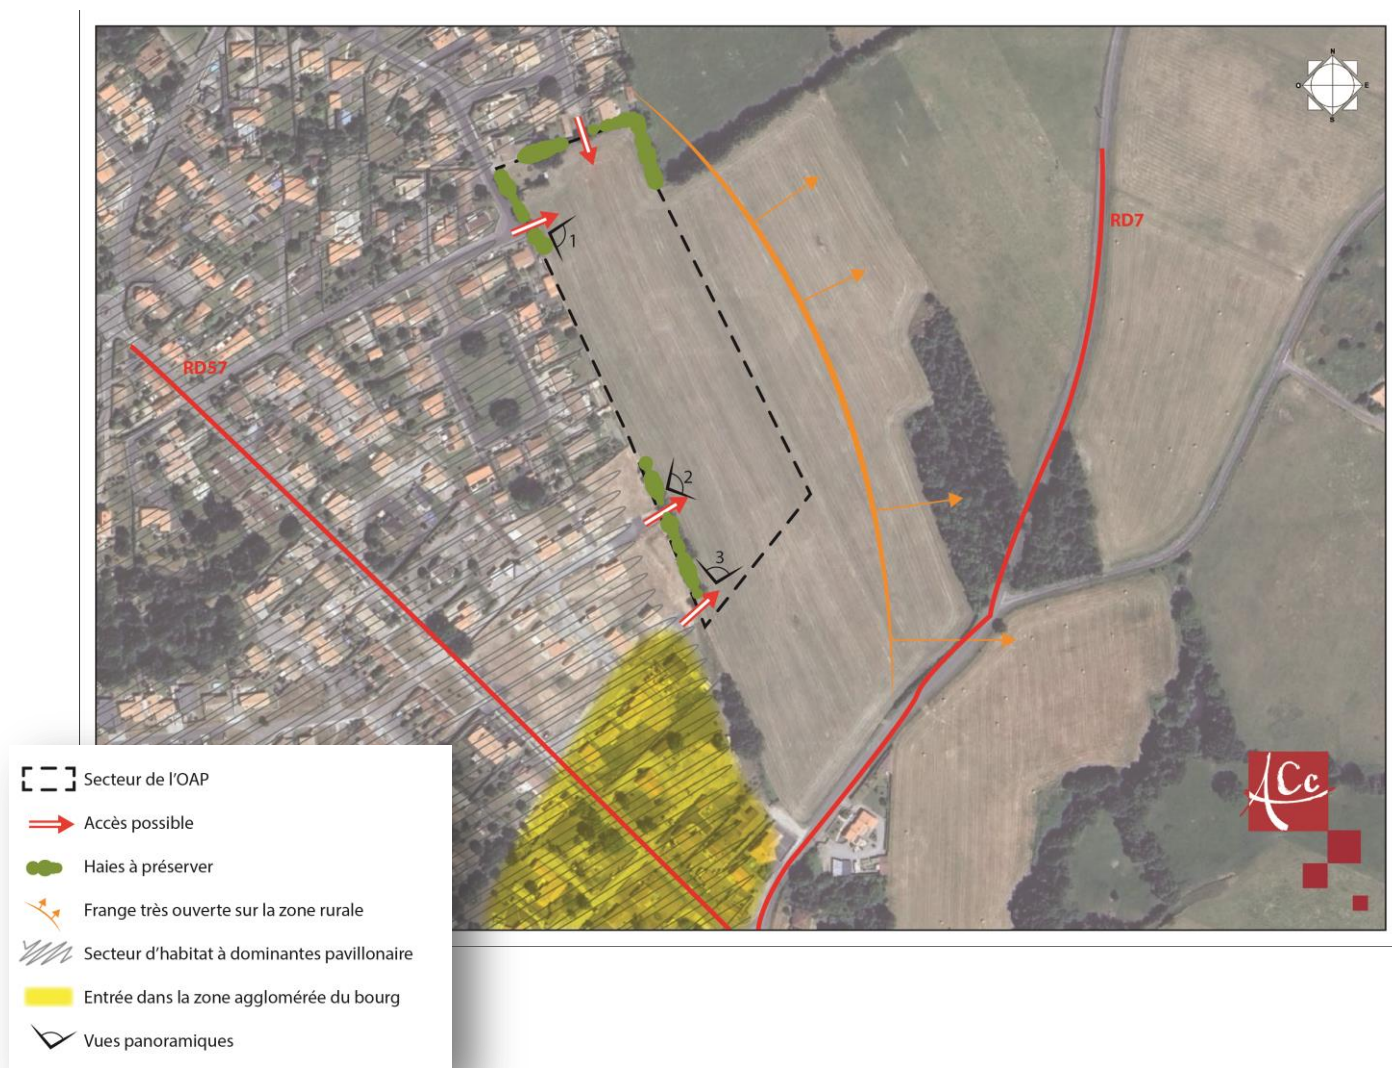 N
O
E
S
RD7
1
RD57
2
3
ACc
Secteur de l'OAP
Accès possible
Haies à préserver
Frange très ouverte sur la zone rurale
Secteur d'habitat à dominantes pavillonaire
Entrée dans la zone agglomérée du bourg
Vues panoramiques